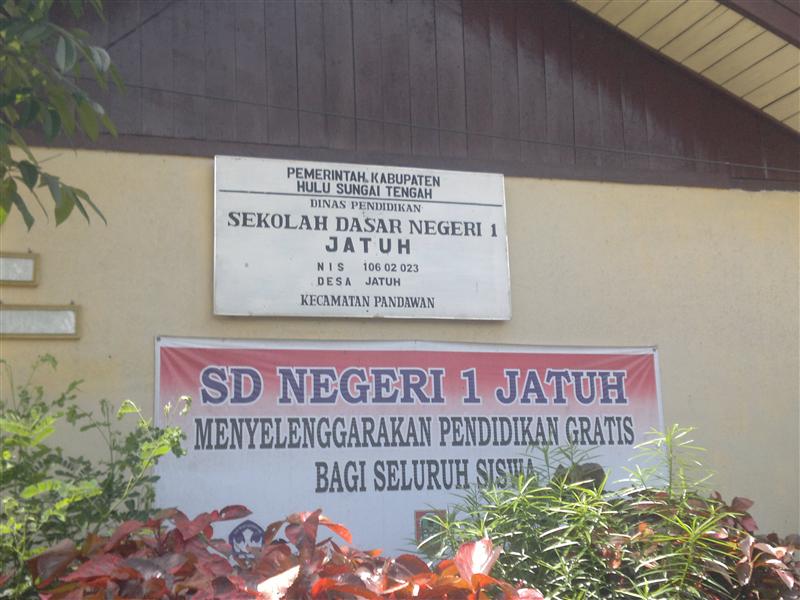 PEMERINTAH KABUPATEN
HULU SUNGAI TENGAH
DINAS PENDIDIKAN
SEKOLAH DASAR NEGERI 1
JATUH
NIS 106 02 023
DESA JATUH
KECAMATAN PANDAWAN
SD NEGERI 1 JATUH
MENYELENGGARAKAN PENDIDIKAN GRATIS
BAGI SELURUH SISWA